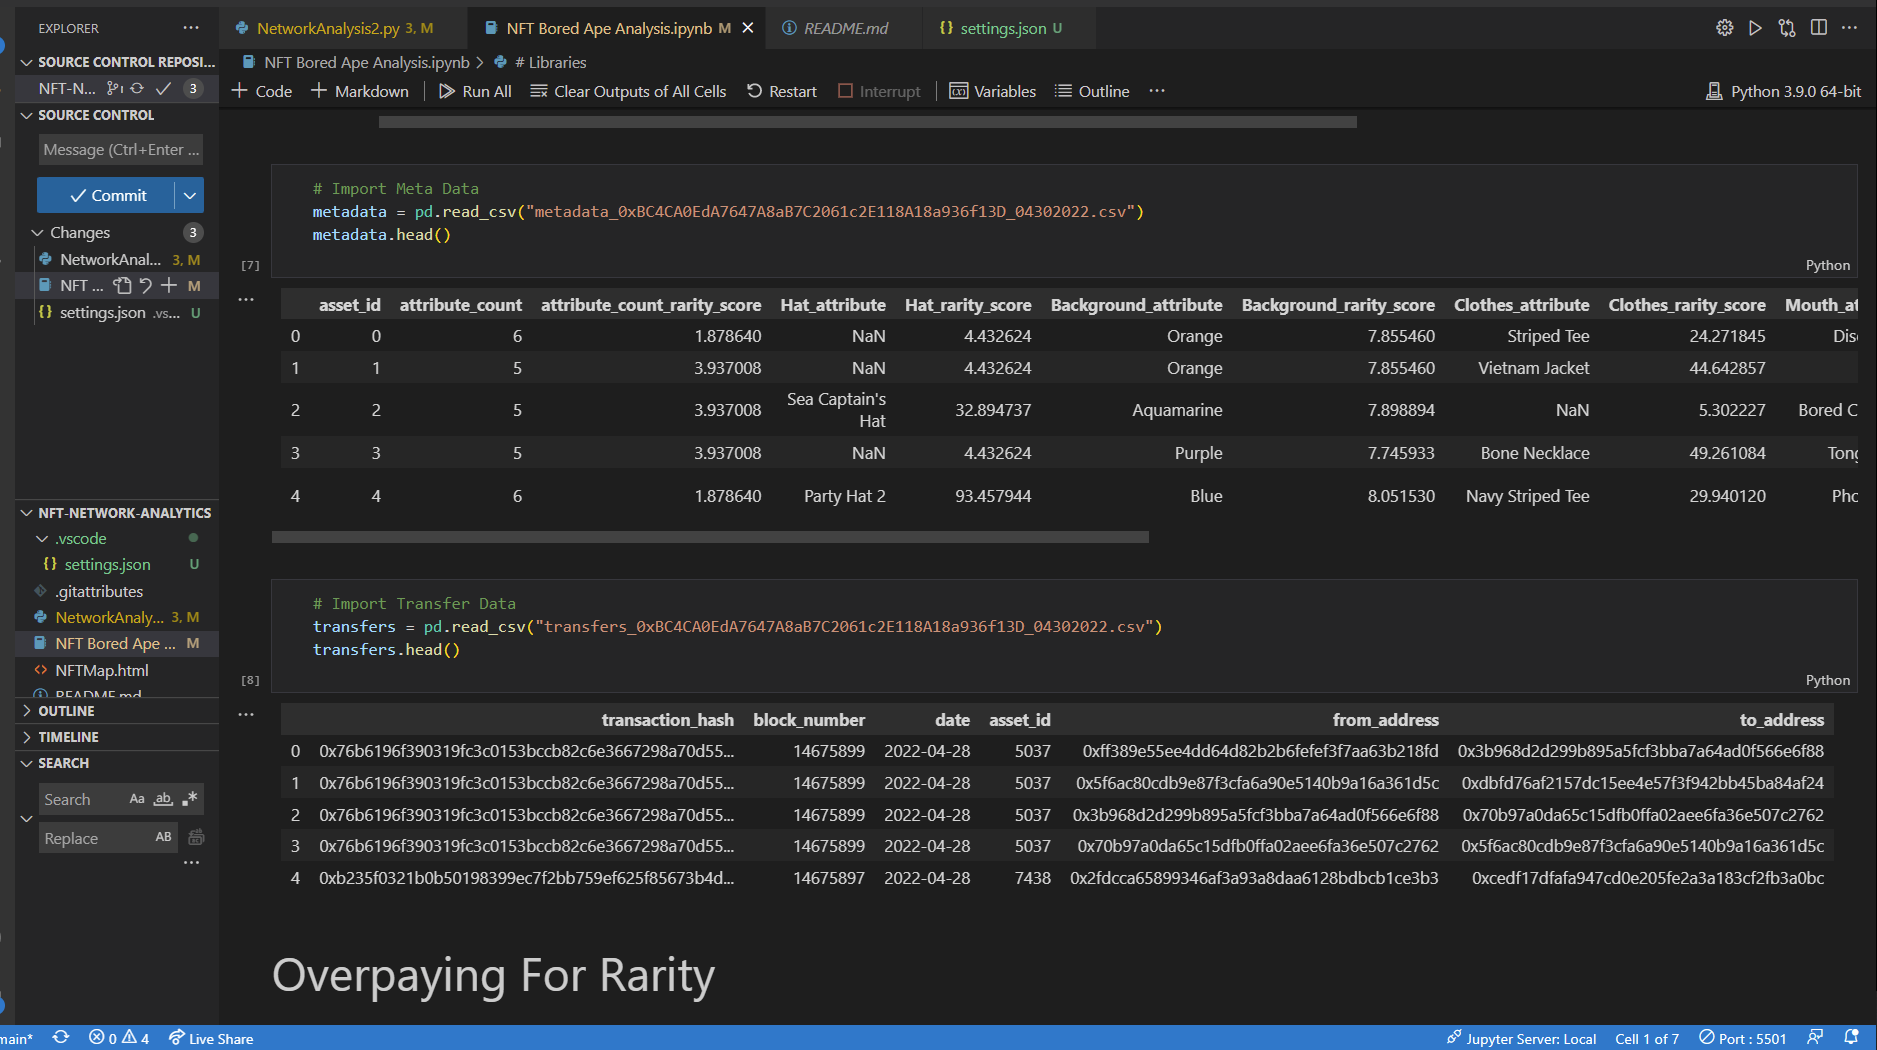 EXPLORER ...
NetworkAnalysis2.py 3, M
NFT Bored Ape Analysis.ipynb M
README.md
{} settings.json U
SOURCE CONTROL REPOSI...
NFT Bored Ape Analysis.ipynb > # Libraries
NFT-N... 3
+ Code + Markdown Run All Clear Outputs of All Cells Restart Interrupt Variables Outline ... Python 3.9.0 64-bit
SOURCE CONTROL
Message (Ctrl+Enter ...
Commit
Changes 3
NetworkAnal... 3, M
NFT ... M
{} settings.json .vs... U
NFT-NETWORK-ANALYTICS
.vscode
{} settings.json U
.gitattributes
NetworkAnaly... 3, M
NFT Bored Ape ... M
<> NFTMap.html
README.md
OUTLINE
TIMELINE
SEARCH
Search Aa ab .*
Replace AB
...
# Import Meta Data
metadata = pd.read_csv("metadata_0xBC4CA0EdA7647A8aB7C2061c2E118A18a936f13D_04302022.csv")
metadata.head()
[7] Python
... asset_id attribute_count attribute_count_rarity_score Hat_attribute Hat_rarity_score Background_attribute Background_rarity_score Clothes_attribute Clothes_rarity_score Mouth_at
0 0 6 1.878640 NaN 4.432624 Orange 7.855460 Striped Tee 24.271845 Dis
1 1 5 3.937008 NaN 4.432624 Orange 7.855460 Vietnam Jacket 44.642857
2 2 5 3.937008 Sea Captain's Hat 32.894737 Aquamarine 7.898894 NaN 5.302227 Bored C
3 3 5 3.937008 NaN 4.432624 Purple 7.745933 Bone Necklace 49.261084 Tong
4 4 6 1.878640 Party Hat 2 93.457944 Blue 8.051530 Navy Striped Tee 29.940120 Pho
# Import Transfer Data
transfers = pd.read_csv("transfers_0xBC4CA0EdA7647A8aB7C2061c2E118A18a936f13D_04302022.csv")
transfers.head()
[8] Python
... transaction_hash block_number date asset_id from_address to_address
0 0x76b6196f390319fc3c0153bccb82c6e3667298a70d55... 14675899 2022-04-28 5037 0xff389e55ee4dd64d82b2b6fefef3f7aa63b218fd 0x3b968d2d299b895a5fcf3bba7a64ad0f566e6f88
1 0x76b6196f390319fc3c0153bccb82c6e3667298a70d55... 14675899 2022-04-28 5037 0x5f6ac80cdb9e87f3cfa6a90e5140b9a16a361d5c 0xdbfd76af2157dc15ee4e57f3f942bb45ba84af24
2 0x76b6196f390319fc3c0153bccb82c6e3667298a70d55... 14675899 2022-04-28 5037 0x3b968d2d299b895a5fcf3bba7a64ad0f566e6f88 0x70b97a0da65c15dfb0ffa02aee6fa36e507c2762
3 0x76b6196f390319fc3c0153bccb82c6e3667298a70d55... 14675899 2022-04-28 5037 0x70b97a0da65c15dfb0ffa02aee6fa36e507c2762 0x5f6ac80cdb9e87f3cfa6a90e5140b9a16a361d5c
4 0xb235f0321b0b50198399ec7f2bb759ef625f85673b4d... 14675897 2022-04-28 7438 0x2fdcca65899346af3a93a8daa6128bdbcb1ce3b3 0xcedf17dfafa947cd0e205fe2a3a183cf2fb3a0bc
Overpaying For Rarity
main* 0 4 Live Share Jupyter Server: Local Cell 1 of 7 Port : 5501